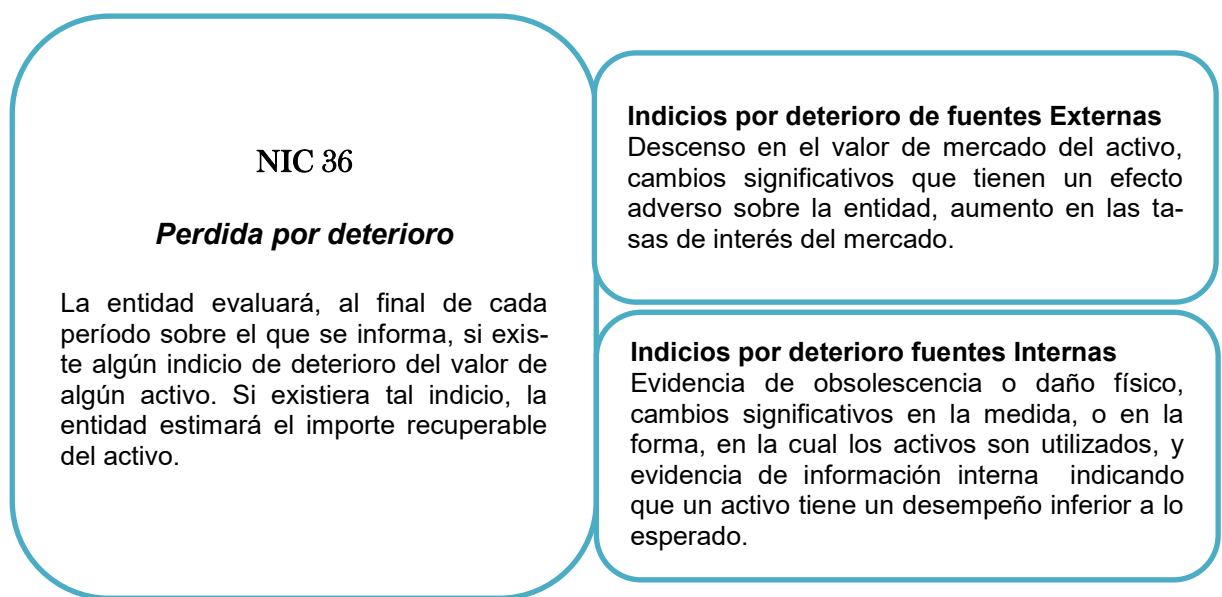 NIC 36
Perdida por deterioro
La entidad evaluará, al final de cada
período sobre el que se informa, si exis-
te algún indicio de deterioro del valor de
algún activo. Si existiera tal indicio, la
entidad estimará el importe recuperable
del activo.
Indicios por deterioro de fuentes Externas
Descenso en el valor de mercado del activo,
cambios significativos que tienen un efecto
adverso sobre la entidad, aumento en las ta-
sas de interés del mercado.
Indicios por deterioro fuentes Internas
Evidencia de obsolescencia o daño físico,
cambios significativos en la medida, o en la
forma, en la cual los activos son utilizados, y
evidencia de información interna indicando
que un activo tiene un desempeño inferior a lo
esperado.